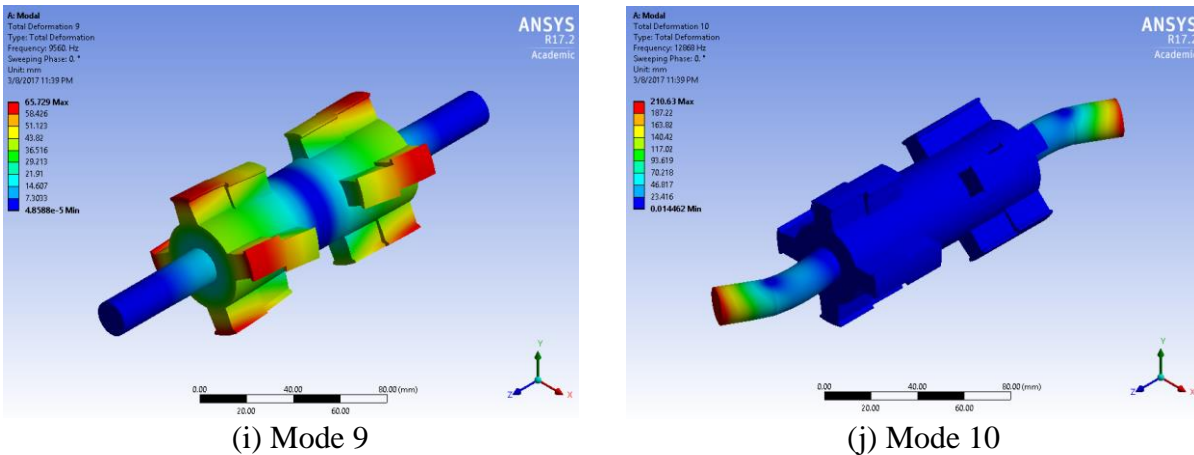 A: Modal
Total Deformation 9
Type: Total Deformation
Frequency: 9560. Hz
Sweeping Phase: 0. °
Unit: mm
3/8/2017 11:39 PM
65.729 Max
58.426
51.123
43.82
36.516
29.213
21.91
14.607
7.3033
4.8588e-5 Min
ANSYS
R17.2
Academic
Y
Z
X
0.00 40.00 80.00 (mm)
20.00 60.00
(i) Mode 9
A: Modal
Total Deformation 10
Type: Total Deformation
Frequency: 12868 Hz
Sweeping Phase: 0. °
Unit: mm
3/8/2017 11:39 PM
210.63 Max
187.22
163.82
140.42
117.02
93.619
70.218
46.817
23.416
0.014462 Min
ANSYS
R17.2
Academic
Y
Z
X
0.00 40.00 80.00 (mm)
20.00 60.00
(j) Mode 10